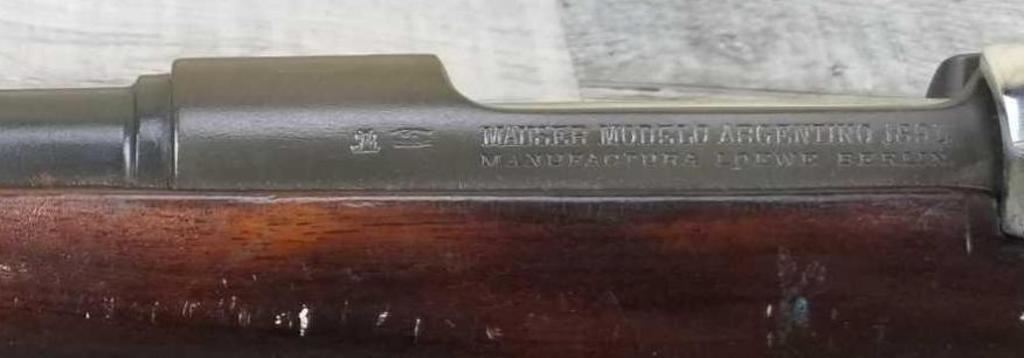 MAUSER MODELO ARGENTINO 1891.
MANUFACTURA LOEWE BERLIN.